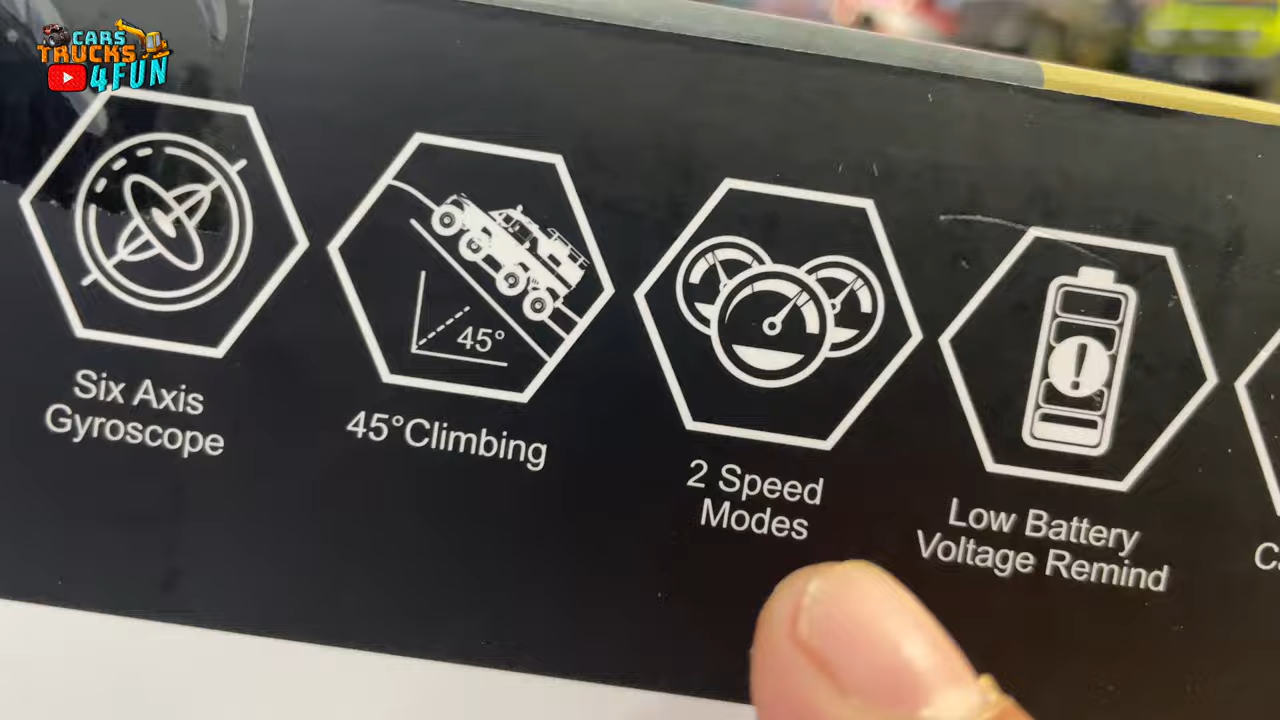 CARS
TRUCKS
4FUN
45°
Six Axis
Gyroscope
45°Climbing
2 Speed
Modes
Low Battery
Voltage Remind